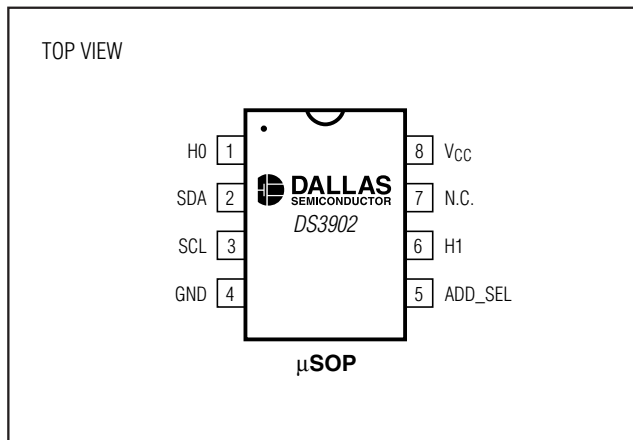 TOP VIEW
H0 1
SDA 2
SCL 3
GND 4
DALLAS
SEMICONDUCTOR
DS3902
8 VCC
7 N.C.
6 H1
5 ADD_SEL
µSOP